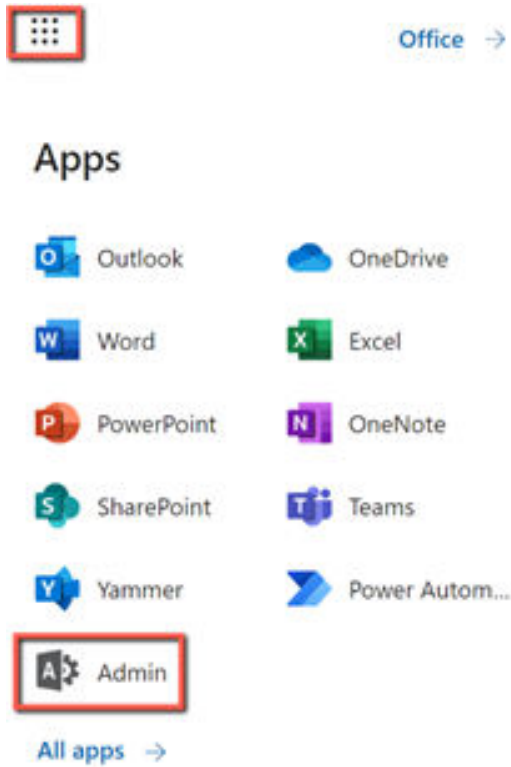 Office →
Apps
Outlook
OneDrive
Word
Excel
PowerPoint
OneNote
SharePoint
Teams
Yammer
Power Autom...
Admin
All apps →